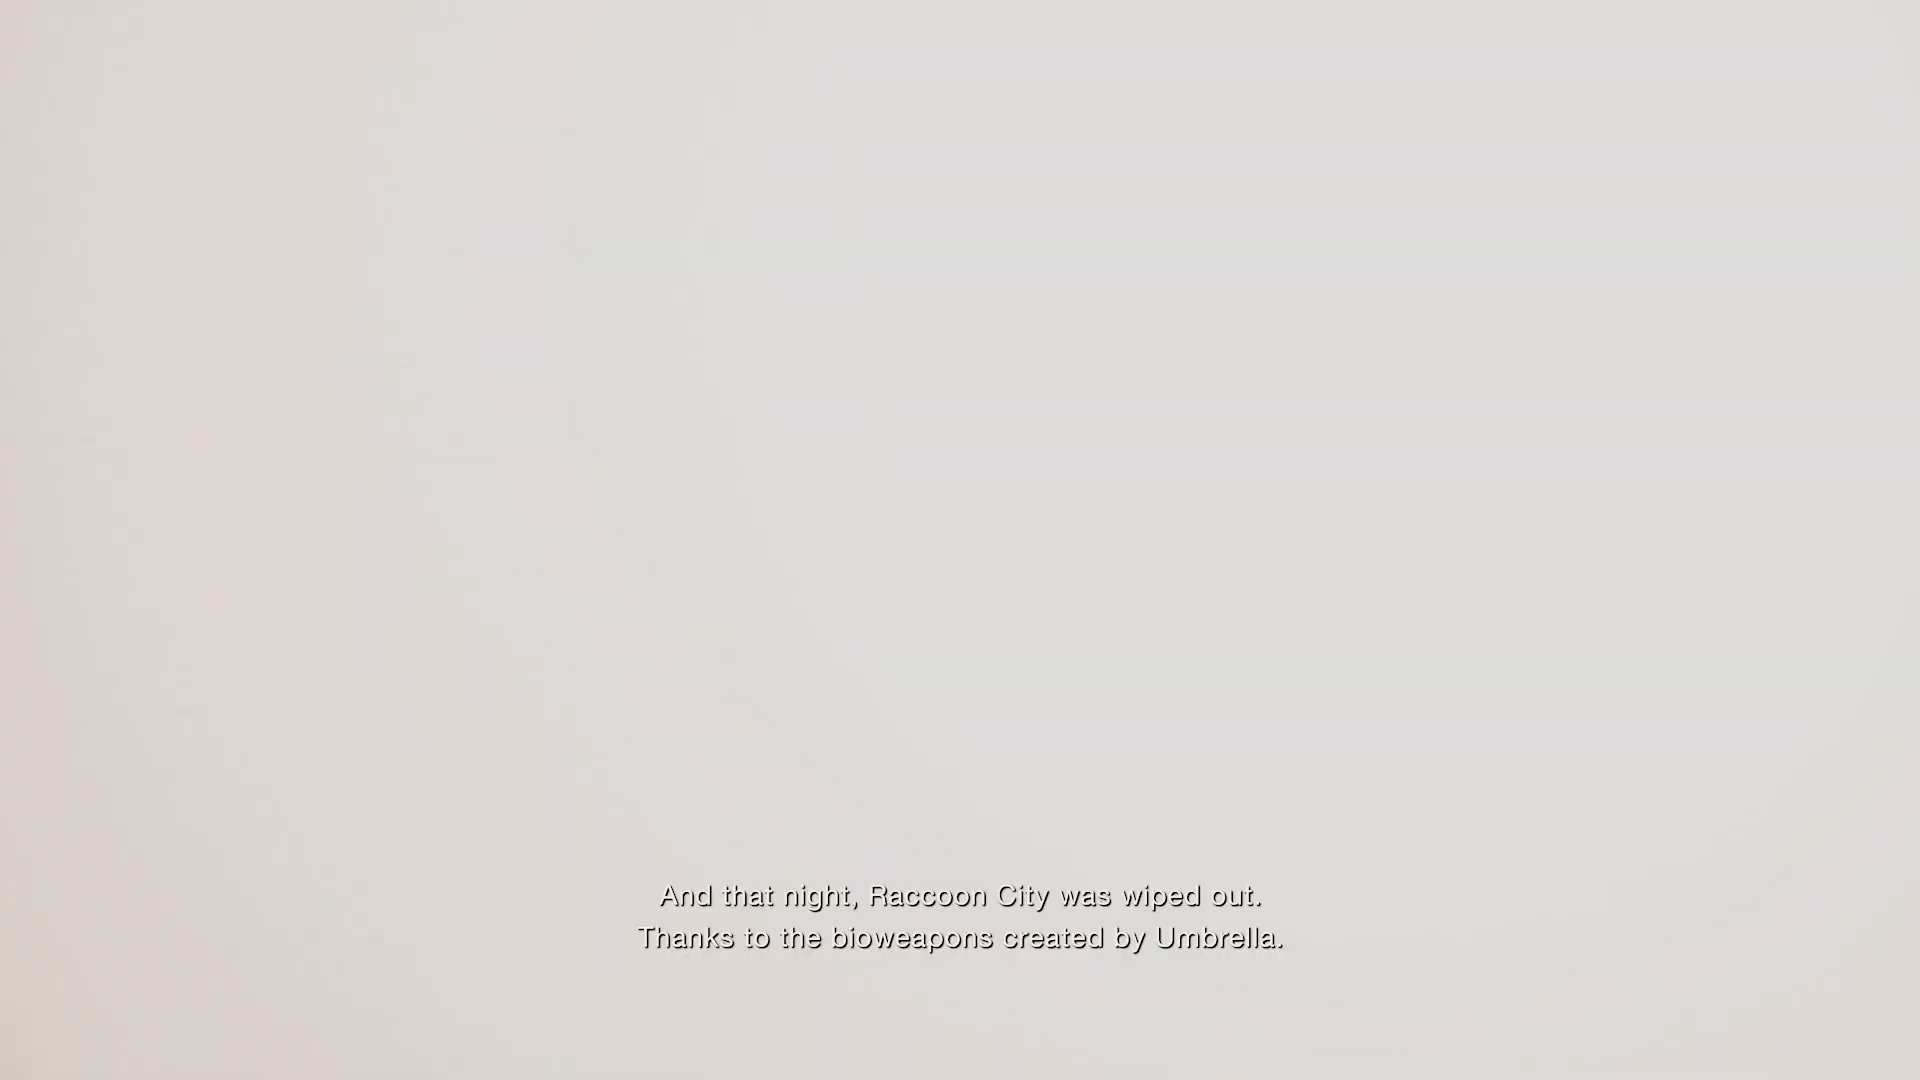 And that night, Raccoon City was wiped out.
Thanks to the bioweapons created by Umbrella.